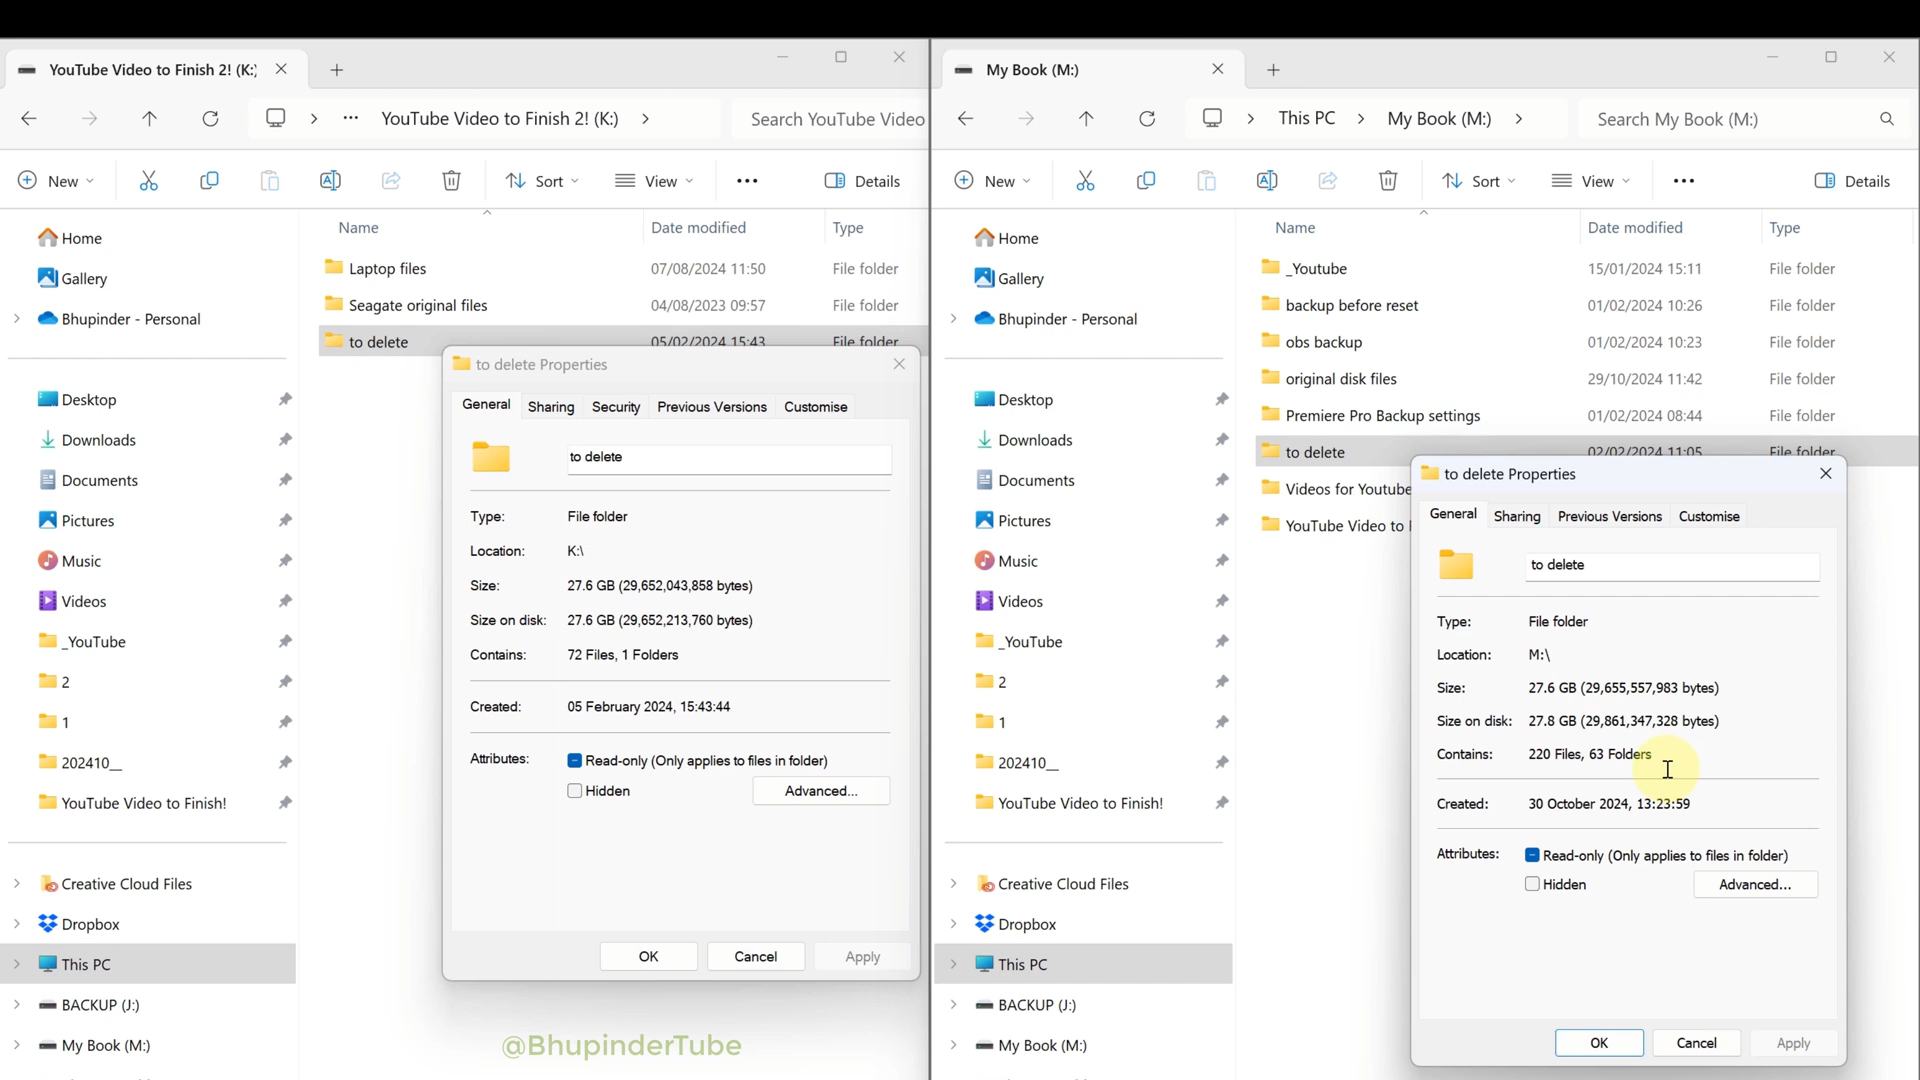 YouTube Video to Finish 2! (K:)
YouTube Video to Finish 2! (K:)
Search YouTube Video
New
Sort
View
Details
Name
Date modified
Type
Home
Gallery
Bhupinder - Personal
Desktop
Downloads
Documents
Pictures
Music
Videos
_YouTube
2
1
202410__
YouTube Video to Finish!
Creative Cloud Files
Dropbox
This PC
BACKUP (J:)
My Book (M:)
Laptop files 07/08/2024 11:50 File folder
Seagate original files 04/08/2023 09:57 File folder
to delete 05/02/2024 15:43 File folder
to delete Properties
General Sharing Security Previous Versions Customise
to delete
Type: File folder
Location: K:\
Size: 27.6 GB (29,652,043,858 bytes)
Size on disk: 27.6 GB (29,652,213,760 bytes)
Contains: 72 Files, 1 Folders
Created: 05 February 2024, 15:43:44
Attributes: Read-only (Only applies to files in folder)
Hidden Advanced...
OK Cancel Apply
@BhupinderTube
My Book (M:)
This PC My Book (M:)
Search My Book (M:)
New
Sort
View
Details
Name
Date modified
Type
Home
Gallery
Bhupinder - Personal
Desktop
Downloads
Documents
Pictures
Music
Videos
_YouTube
2
1
202410__
YouTube Video to Finish!
Creative Cloud Files
Dropbox
This PC
BACKUP (J:)
My Book (M:)
_Youtube 15/01/2024 15:11 File folder
backup before reset 01/02/2024 10:26 File folder
obs backup 01/02/2024 10:23 File folder
original disk files 29/10/2024 11:42 File folder
Premiere Pro Backup settings 01/02/2024 08:44 File folder
to delete 02/02/2024 11:05 File folder
Videos for Youtube
YouTube Video to
to delete Properties
General Sharing Previous Versions Customise
to delete
Type: File folder
Location: M:\
Size: 27.6 GB (29,655,557,983 bytes)
Size on disk: 27.8 GB (29,861,347,328 bytes)
Contains: 220 Files, 63 Folders
Created: 30 October 2024, 13:23:59
Attributes: Read-only (Only applies to files in folder)
Hidden Advanced...
OK Cancel Apply